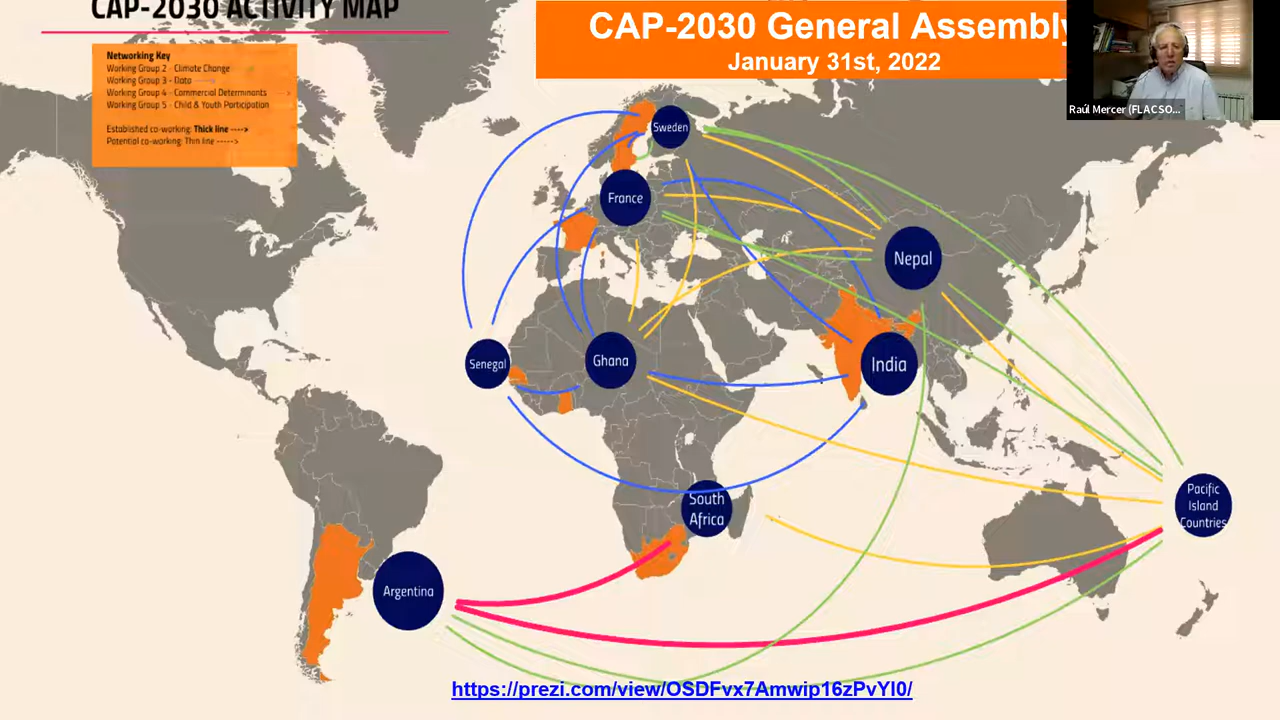 CAP-2030 ACTIVITY MAP
CAP-2030 General Assembly
January 31st, 2022
Raúl Mercer (FLACSO...
Networking Key
Working Group 2 - Climate Change
Working Group 3 - Data
Working Group 4 - Commercial Determinants
Working Group 5 - Child & Youth Participation
Established co-working: Thick line ---->
Potential co-working: Thin line ----->
Sweden
France
Nepal
Senegal
Ghana
India
South
Africa
Pacific
Island
Countries
Argentina
https://prezi.com/view/OSDFvx7Amwip16zPvYl0/